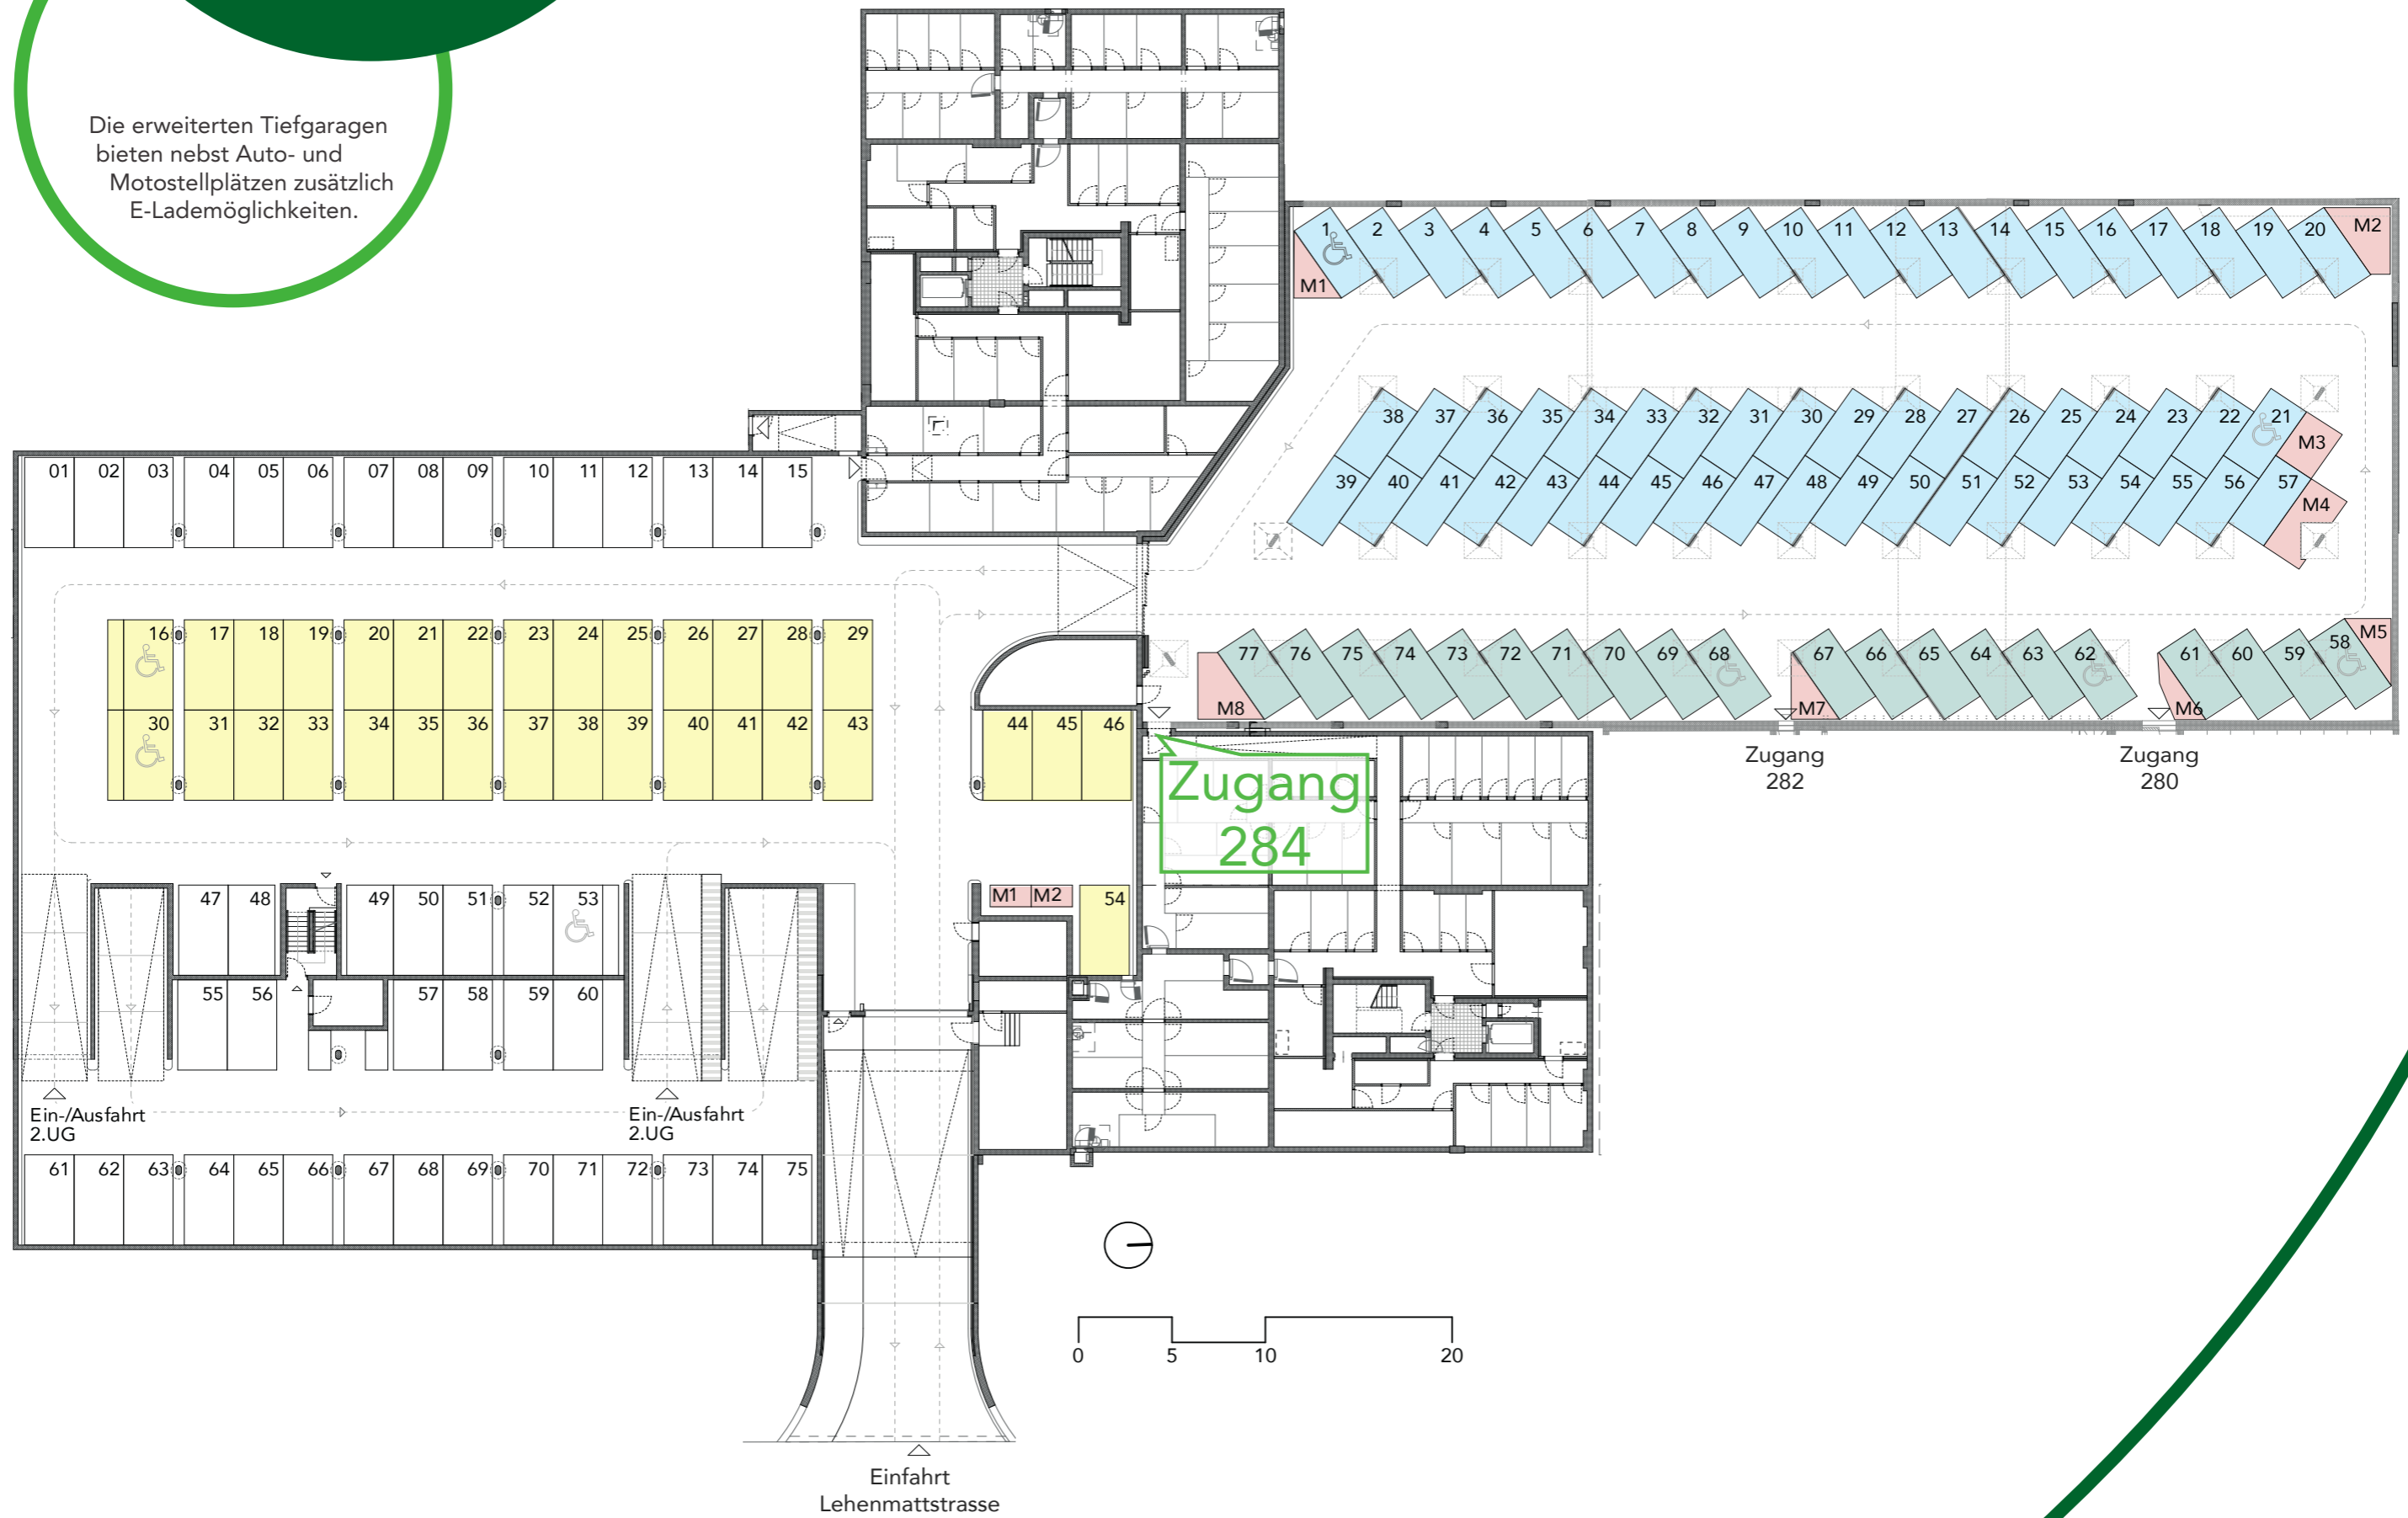 Die erweiterten Tiefgaragen
bieten nebst Auto- und
Motostellplätzen zusätzlich
E-Lademöglichkeiten.
1 2 3 4 5 6 7 8 9 10 11 12 13 14 15 16 17 18 19 20 M2
M1
38 37 36 35 34 33 32 31 30 29 28 27 26 25 24 23 22 21
M3
39 40 41 42 43 44 45 46 47 48 49 50 51 52 53 54 55 56 57
M4
01 02 03 04 05 06 07 08 09 10 11 12 13 14 15
16 17 18 19 20 21 22 23 24 25 26 27 28 29
30 31 32 33 34 35 36 37 38 39 40 41 42 43 44 45 46
77 76 75 74 73 72 71 70 69 68 67 66 65 64 63 62 61 60 59 58 M5
M8 M7 M6
Zugang
284
Zugang
282
Zugang
280
47 48 49 50 51 52 53 M1 M2 54
55 56 57 58 59 60
Ein-/Ausfahrt
2.UG
Ein-/Ausfahrt
2.UG
61 62 63 64 65 66 67 68 69 70 71 72 73 74 75
0 5 10 20
Einfahrt
Lehenmattstrasse